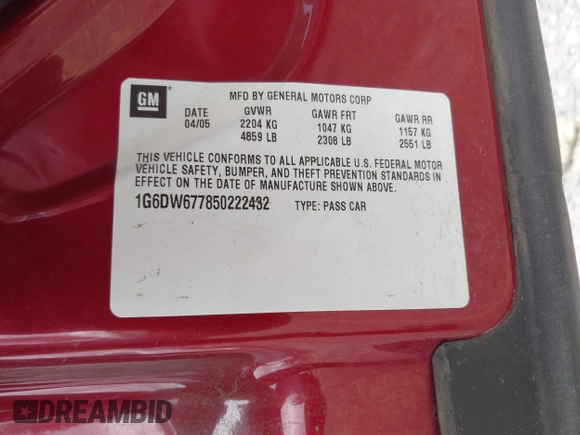 GM
MFD BY GENERAL MOTORS CORP
DATE GVWR GAWR FRT GAWR RR
04/05 2204 KG 1047 KG 1157 KG
4859 LB 2308 LB 2551 LB
THIS VEHICLE CONFORMS TO ALL APPLICABLE U.S. FEDERAL MOTOR
VEHICLE SAFETY, BUMPER, AND THEFT PREVENTION STANDARDS IN
EFFECT ON THE DATE OF MANUFACTURE SHOWN ABOVE.
1G6DW677850222432 TYPE: PASS CAR
DREAMBID